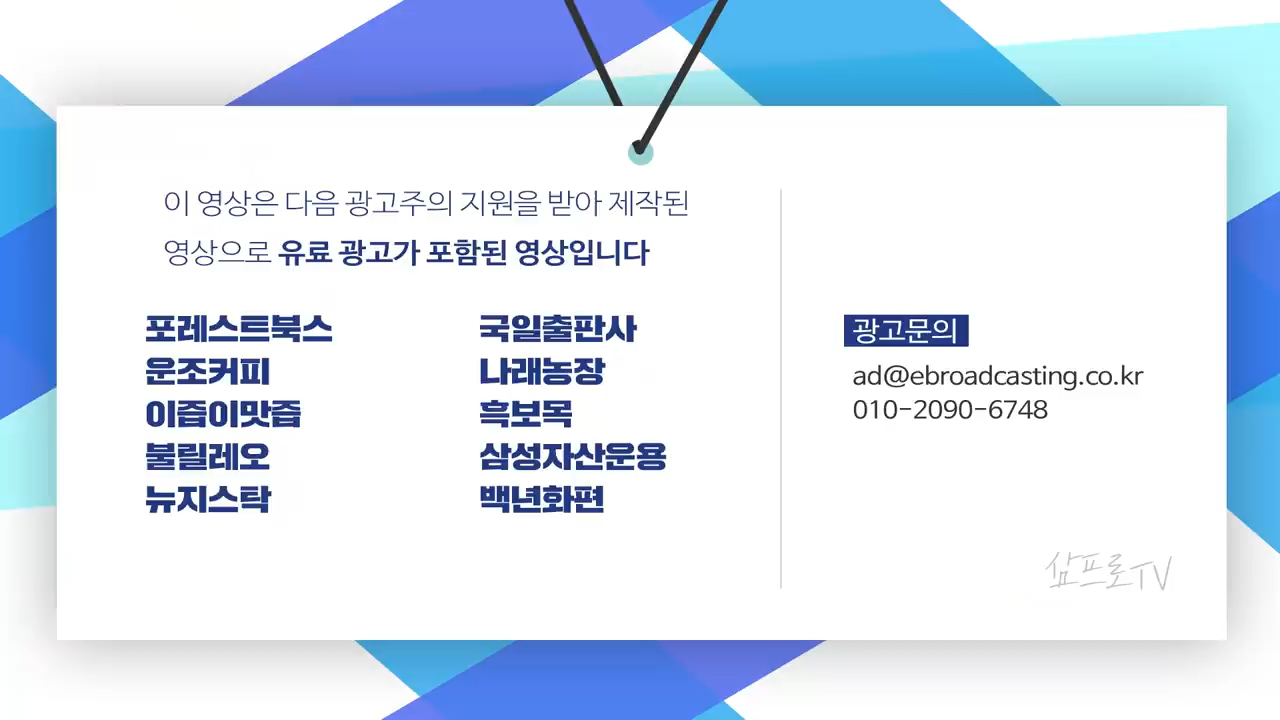 이 영상은 다음 광고주의 지원을 받아 제작된
영상으로 유료 광고가 포함된 영상입니다
포레스트북스
운조커피
이즙이맛즙
불릴레오
뉴지스탁
국일출판사
나래농장
흑보목
삼성자산운용
백년화편
광고문의
ad@ebroadcasting.co.kr
010-2090-6748
삼프로TV